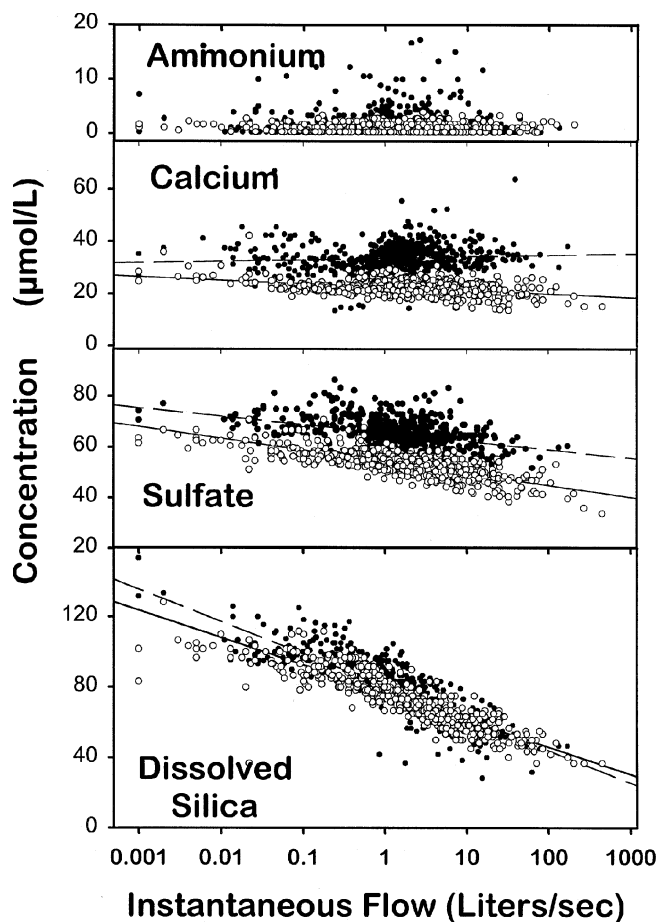 20
10
0
Ammonium
60
40
20
0
Calcium
80
60
40
20
Sulfate
120
80
40
0
Dissolved
Silica
Concentration (µmol/L)
0.001 0.01 0.1 1 10 100 1000
Instantaneous Flow (Liters/sec)